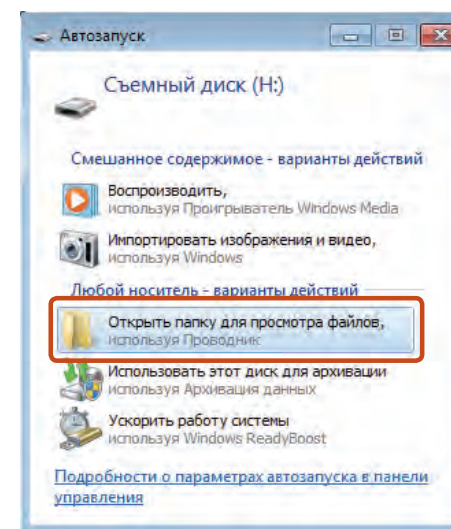 Автозапуск
Съемный диск (H:)
Смешанное содержимое - варианты действий
Воспроизводить,
используя Проигрыватель Windows Media
Импортировать изображения и видео,
используя Windows
Любой носитель - варианты действий
Открыть папку для просмотра файлов,
используя Проводник
Использовать этот диск для архивации
используя Архивация данных
Ускорить работу системы
используя Windows ReadyBoost
Подробности о параметрах автозапуска в панели
управления